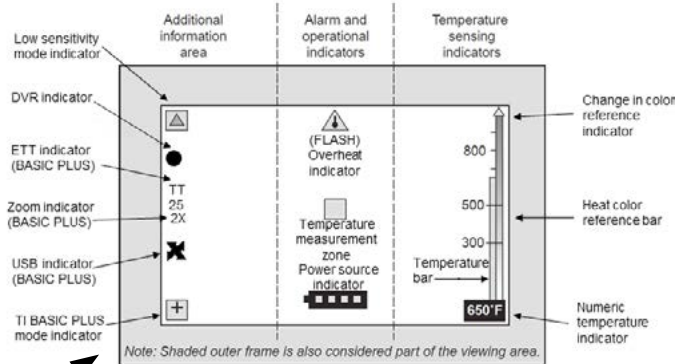 Additional
information
area
Alarm and
operational
indicators
Temperature
sensing
indicators
Low sensitivity
mode indicator
DVR indicator
ETT indicator
(BASIC PLUS)
Zoom indicator
(BASIC PLUS)
USB indicator
(BASIC PLUS)
TI BASIC PLUS
mode indicator
TT
25
2X
(FLASH)
Overheat
indicator
Temperature
measurement
zone
Power source
indicator
800
500
300
Temperature
bar
650°F
Change in color
reference
indicator
Heat color
reference bar
Numeric
temperature
indicator
Note: Shaded outer frame is also considered part of the viewing area.